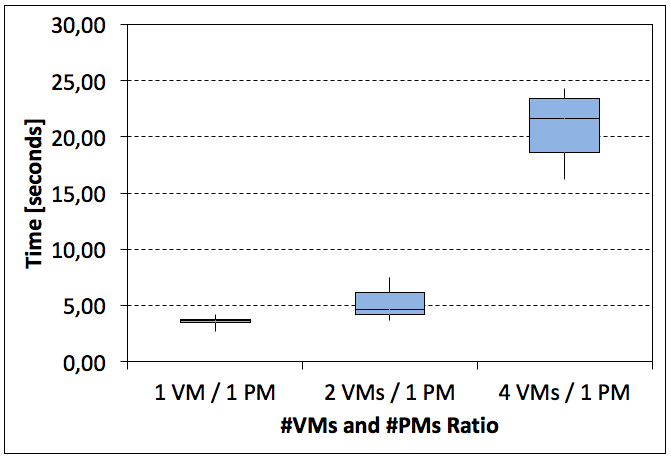 30,00
25,00
20,00
15,00
10,00
5,00
0,00
Time [seconds]
1 VM / 1 PM
2 VMs / 1 PM
4 VMs / 1 PM
#VMs and #PMs Ratio